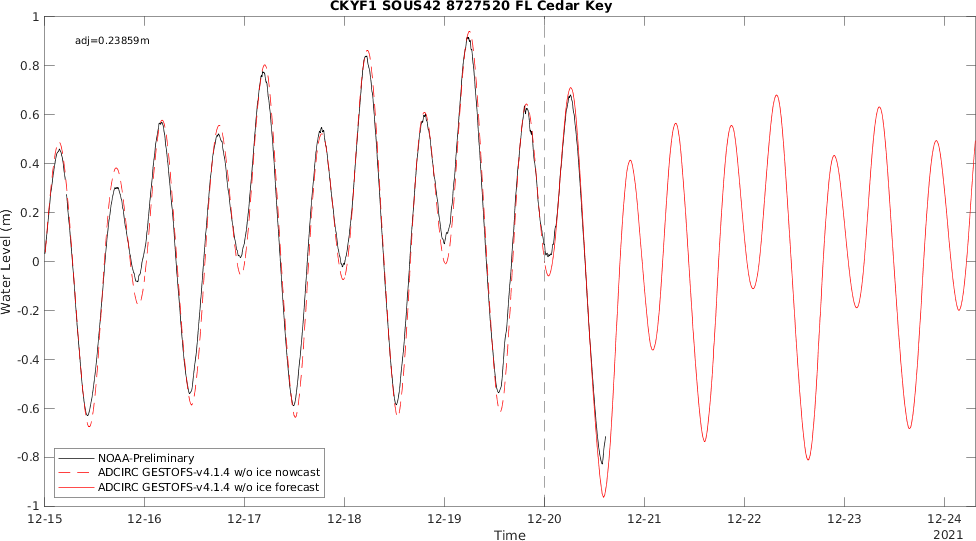 CKYF1 SOUS42 8727520 FL Cedar Key
adj=0.23859m
Water Level (m)
1
0.8
0.6
0.4
0.2
0
-0.2
-0.4
-0.6
-0.8
-1
NOAA-Preliminary
ADCIRC GESTOFS-v4.1.4 w/o ice nowcast
ADCIRC GESTOFS-v4.1.4 w/o ice forecast
12-15 12-16 12-17 12-18 12-19 12-20 12-21 12-22 12-23 12-24
Time
2021